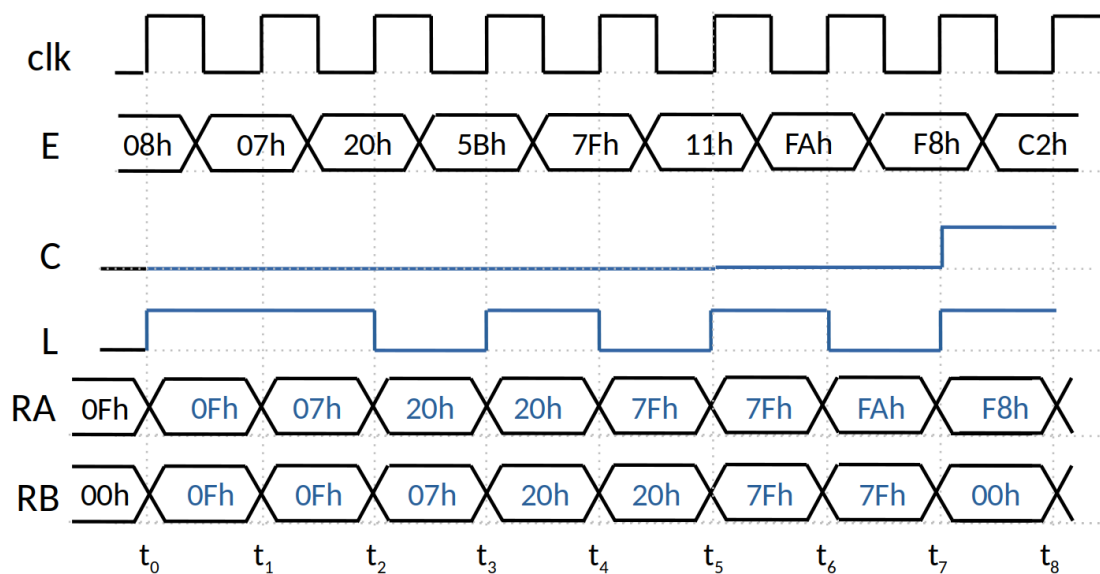 clk
E 08h 07h 20h 5Bh 7Fh 11h FAh F8h C2h
C
L
RA 0Fh 0Fh 07h 20h 20h 7Fh 7Fh FAh F8h
RB 00h 0Fh 0Fh 07h 20h 20h 7Fh 7Fh 00h
t₀ t₁ t₂ t₃ t₄ t₅ t₆ t₇ t₈